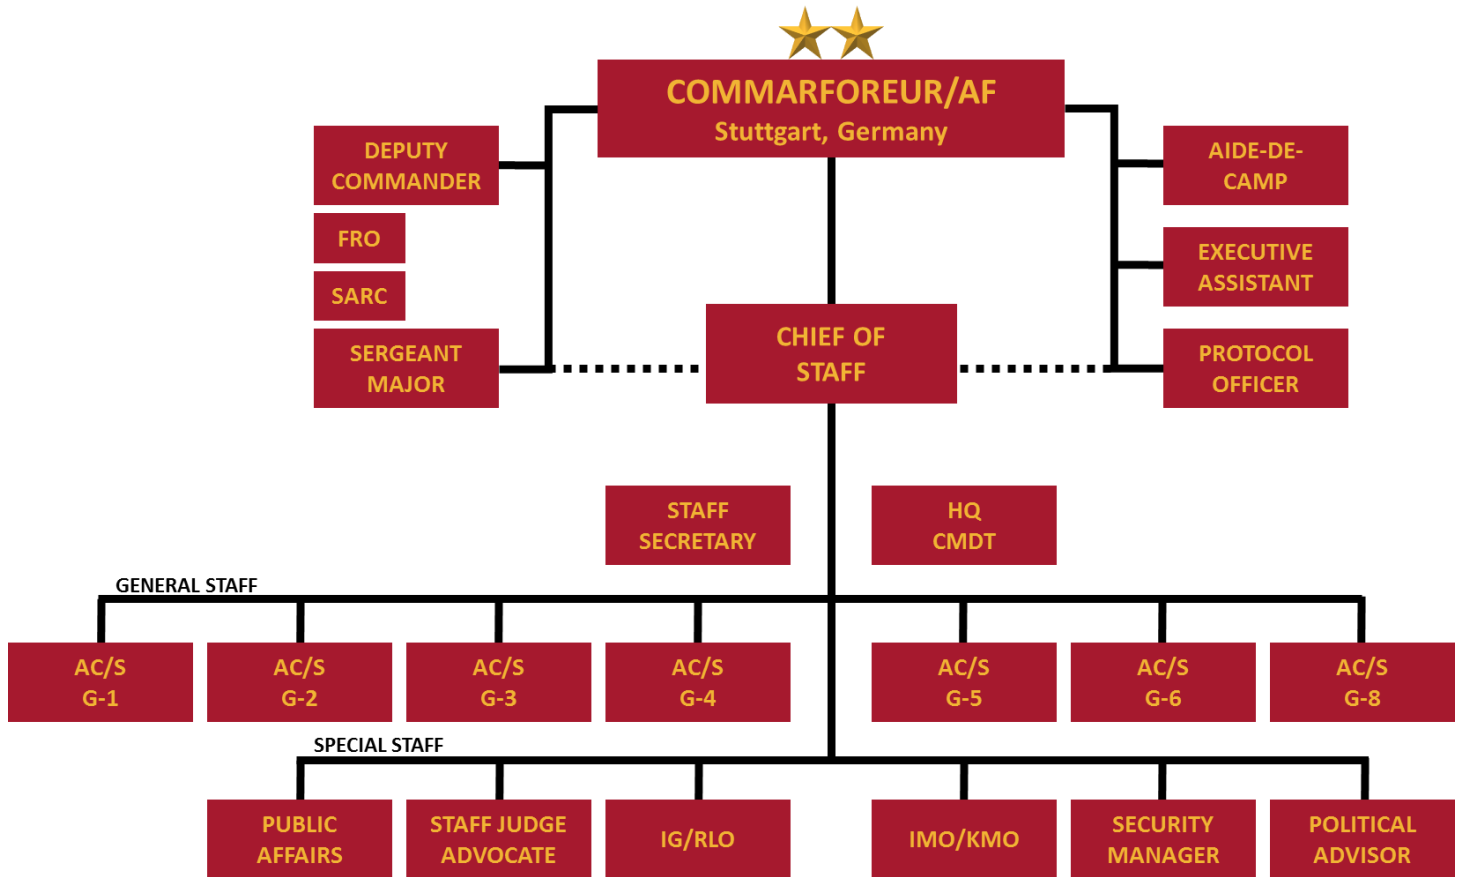 COMMARFOREUR/AF
Stuttgart, Germany
DEPUTY
COMMANDER
FRO
SARC
SERGEANT
MAJOR
AIDE-DE-
CAMP
EXECUTIVE
ASSISTANT
PROTOCOL
OFFICER
CHIEF OF
STAFF
STAFF
SECRETARY
HQ
CMDT
GENERAL STAFF
AC/S
G-1
AC/S
G-2
AC/S
G-3
AC/S
G-4
AC/S
G-5
AC/S
G-6
AC/S
G-8
SPECIAL STAFF
PUBLIC
AFFAIRS
STAFF JUDGE
ADVOCATE
IG/RLO
IMO/KMO
SECURITY
MANAGER
POLITICAL
ADVISOR